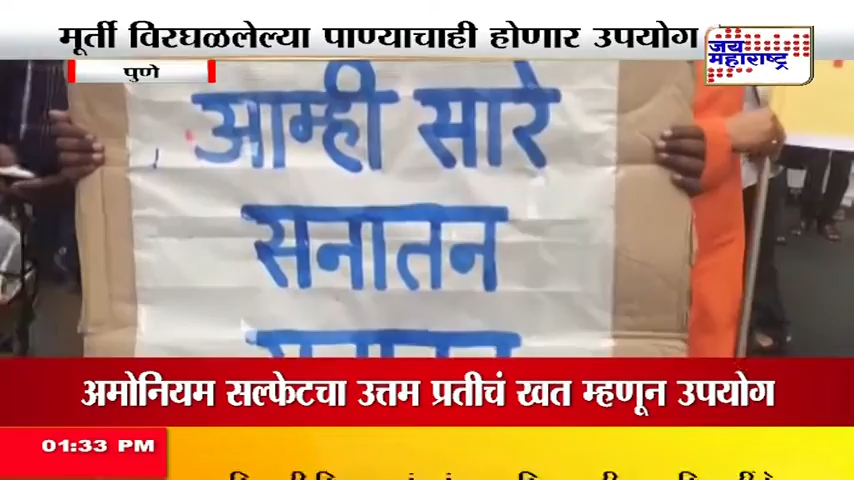 मूर्ती विरघळलेल्या पाण्याचाही होणार उपयोग
जय
महाराष्ट्र
पुणे
आम्ही सारे
सनातन
अमोनियम सल्फेटचा उत्तम प्रतीचं खत म्हणून उपयोग
01:33 PM